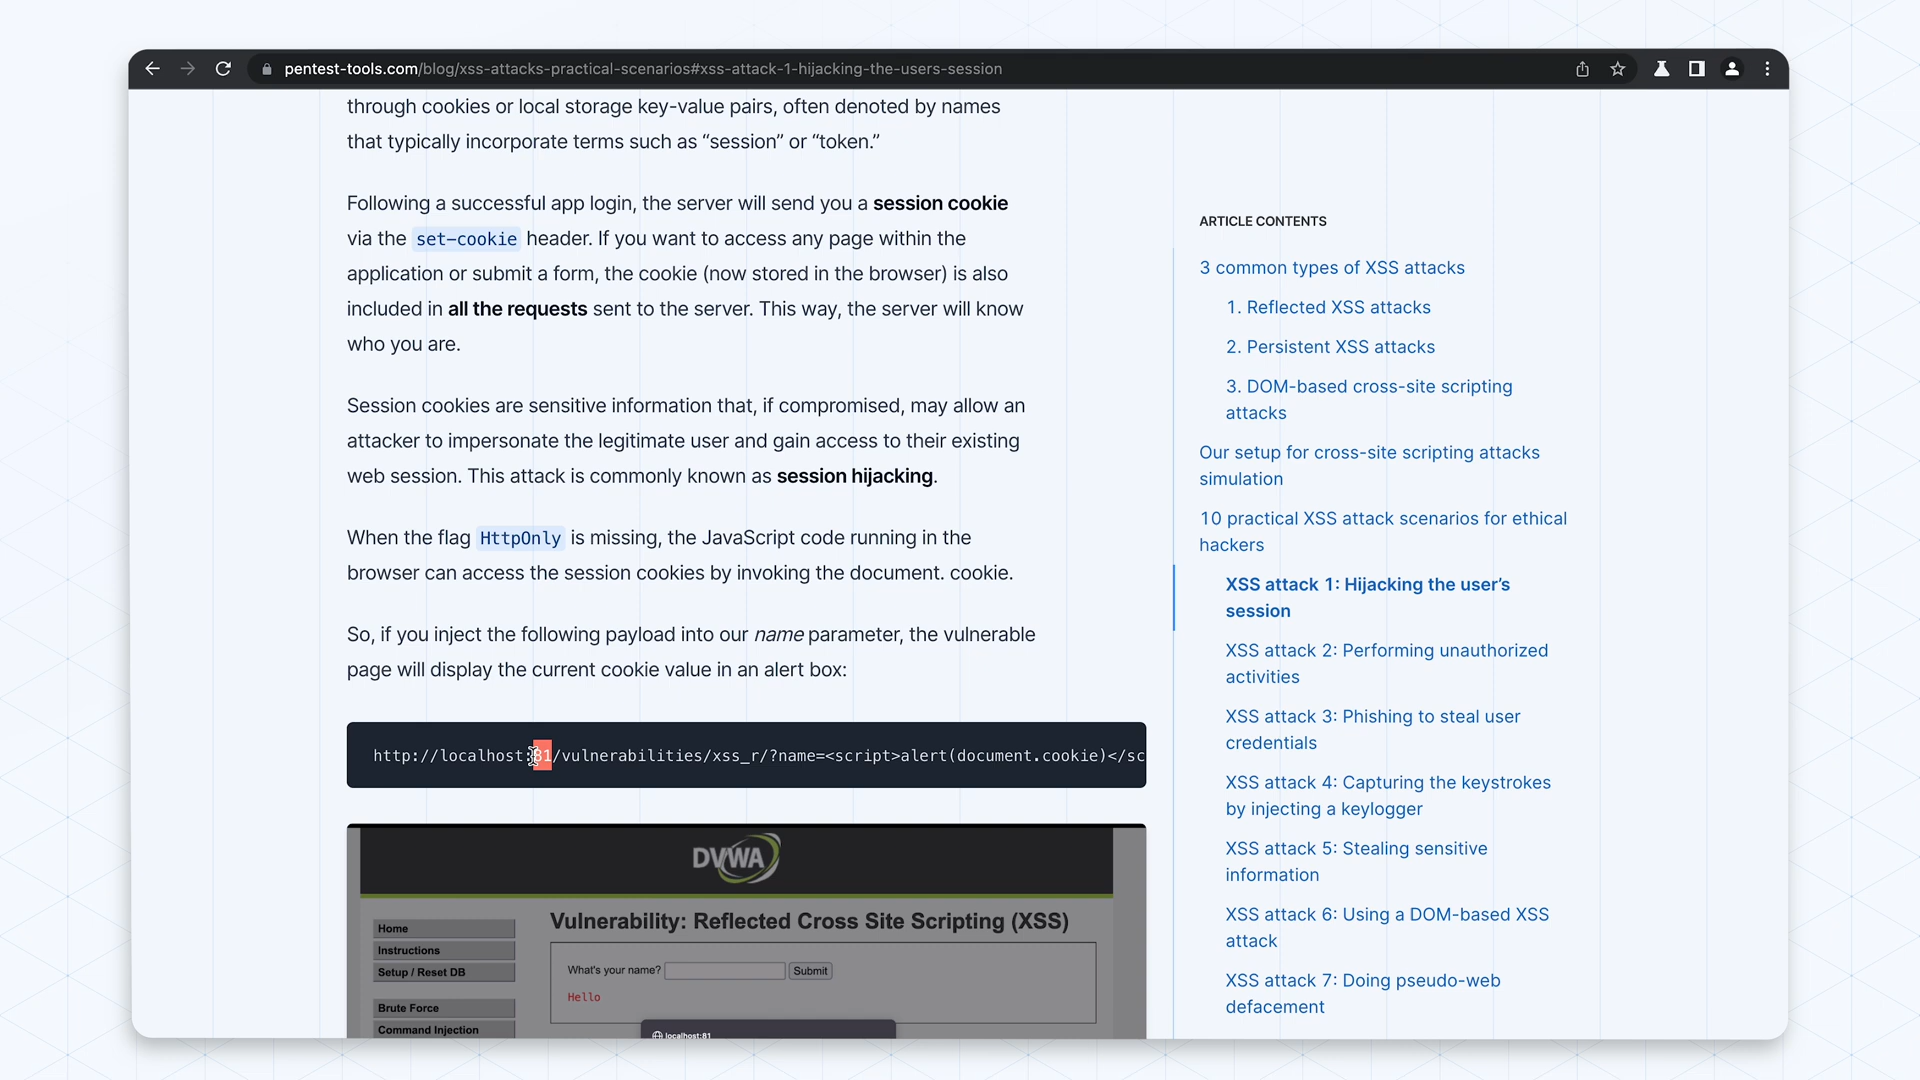 pentest-tools.com/blog/xss-attacks-practical-scenarios#xss-attack-1-hijacking-the-users-session
through cookies or local storage key-value pairs, often denoted by names
that typically incorporate terms such as “session” or “token.”
Following a successful app login, the server will send you a session cookie
via the set-cookie header. If you want to access any page within the
application or submit a form, the cookie (now stored in the browser) is also
included in all the requests sent to the server. This way, the server will know
who you are.
Session cookies are sensitive information that, if compromised, may allow an
attacker to impersonate the legitimate user and gain access to their existing
web session. This attack is commonly known as session hijacking.
When the flag HttpOnly is missing, the JavaScript code running in the
browser can access the session cookies by invoking the document. cookie.
So, if you inject the following payload into our name parameter, the vulnerable
page will display the current cookie value in an alert box:
http://localhost:81/vulnerabilities/xss_r/?name=<script>alert(document.cookie)</sc
DVWA
Vulnerability: Reflected Cross Site Scripting (XSS)
Home
Instructions
Setup / Reset DB
Brute Force
Command Injection
What's your name? Submit
Hello
localhost:81
ARTICLE CONTENTS
3 common types of XSS attacks
1. Reflected XSS attacks
2. Persistent XSS attacks
3. DOM-based cross-site scripting
attacks
Our setup for cross-site scripting attacks
simulation
10 practical XSS attack scenarios for ethical
hackers
XSS attack 1: Hijacking the user’s
session
XSS attack 2: Performing unauthorized
activities
XSS attack 3: Phishing to steal user
credentials
XSS attack 4: Capturing the keystrokes
by injecting a keylogger
XSS attack 5: Stealing sensitive
information
XSS attack 6: Using a DOM-based XSS
attack
XSS attack 7: Doing pseudo-web
defacement